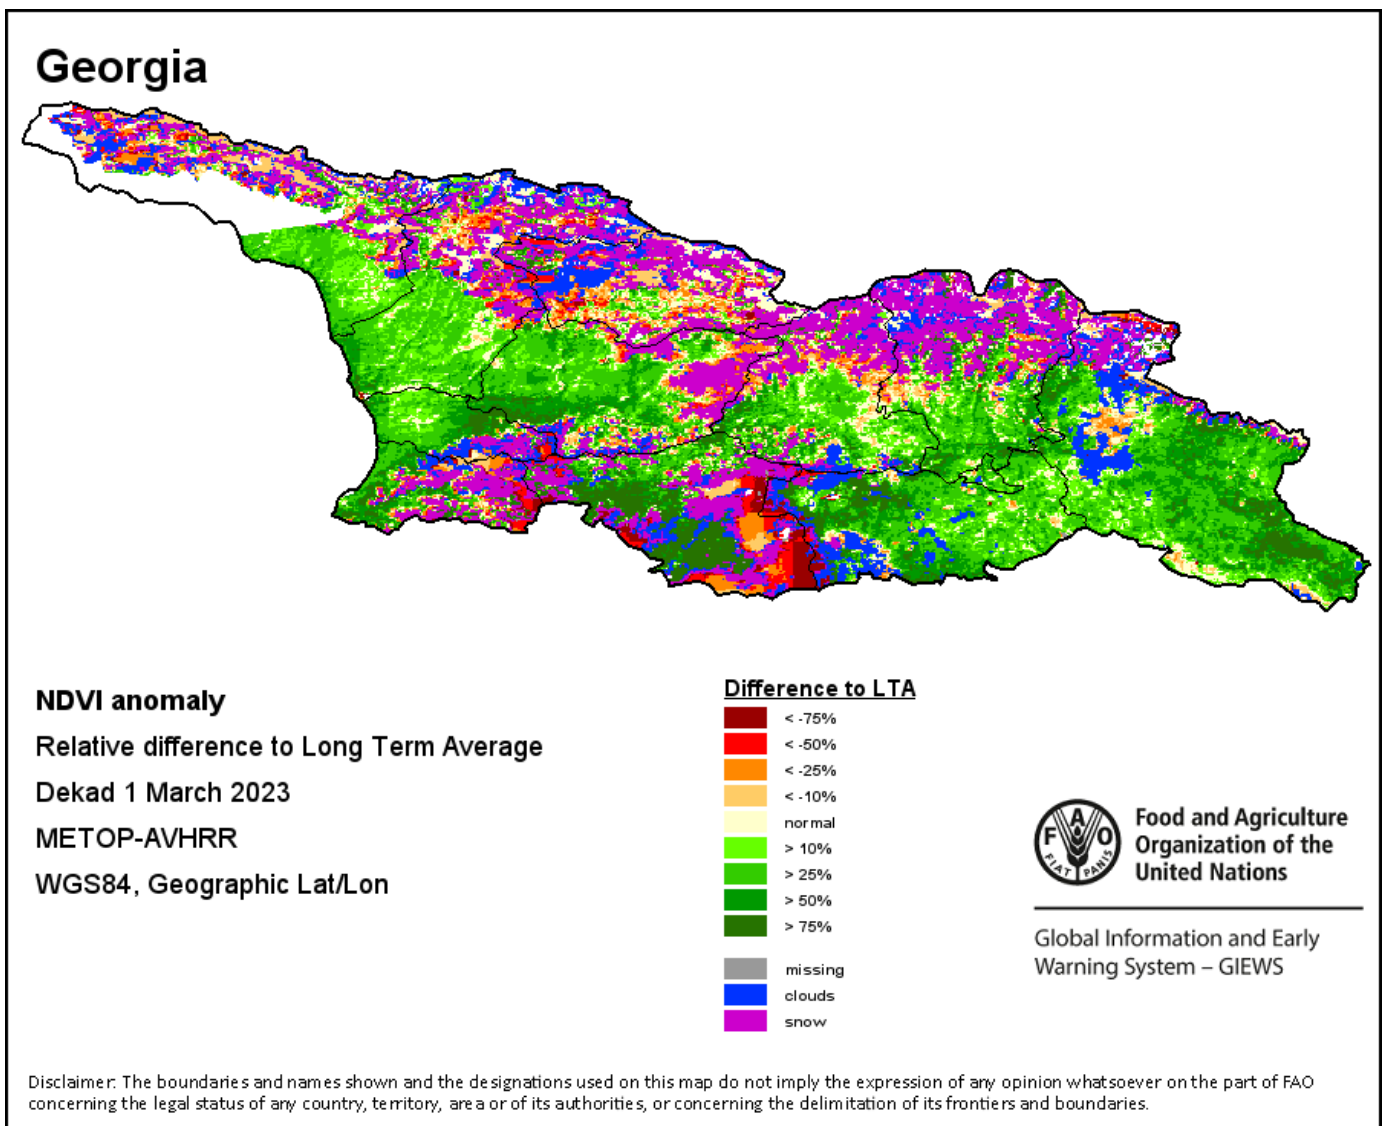 Georgia
NDVI anomaly
Relative difference to Long Term Average
Dekad 1 March 2023
METOP-AVHRR
WGS84, Geographic Lat/Lon
Difference to LTA
< -75%
< -50%
< -25%
< -10%
normal
> 10%
> 25%
> 50%
> 75%
missing
clouds
snow
F A O
FIAT PANIS
Food and Agriculture
Organization of the
United Nations
Global Information and Early
Warning System – GIEWS
Disclaimer: The boundaries and names shown and the designations used on this map do not imply the expression of any opinion whatsoever on the part of FAO
concerning the legal status of any country, territory, area or of its authorities, or concerning the delimitation of its frontiers and boundaries.